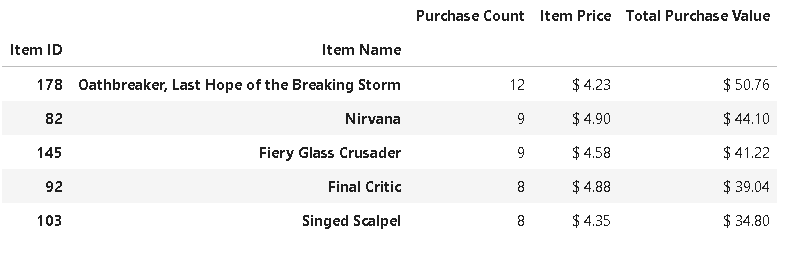 Purchase Count Item Price Total Purchase Value
Item ID Item Name
178 Oathbreaker, Last Hope of the Breaking Storm 12 $ 4.23 $ 50.76
82 Nirvana 9 $ 4.90 $ 44.10
145 Fiery Glass Crusader 9 $ 4.58 $ 41.22
92 Final Critic 8 $ 4.88 $ 39.04
103 Singed Scalpel 8 $ 4.35 $ 34.80